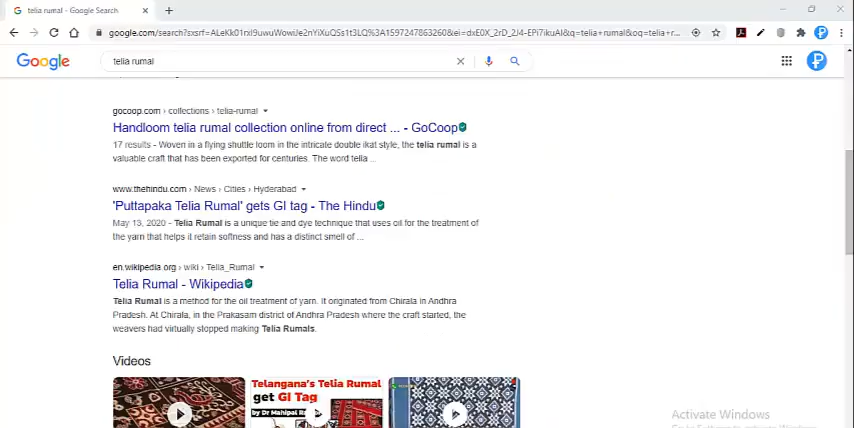 telia rumal - Google Search
google.com/search?sxsrf=ALeKk01rxI9uwuWowiJe2nYiXuQSs1t3LQ%3A1597247863260&ei=dxE0X_2rD_2J4-EPi7ikuAI&q=telia+rumal&oq=telia+r...
Google
telia rumal
gocoop.com › collections › telia-rumal
Handloom telia rumal collection online from direct ... - GoCoop
17 results - Woven in a flying shuttle loom in the intricate double ikat style, the telia rumal is a
valuable craft that has been exported for centuries. The word telia ...
www.thehindu.com › News › Cities › Hyderabad
'Puttapaka Telia Rumal' gets GI tag - The Hindu
May 13, 2020 - Telia Rumal is a unique tie and dye technique that uses oil for the treatment of
the yarn that helps it retain softness and has a distinct smell of ...
en.wikipedia.org › wiki › Telia_Rumal
Telia Rumal - Wikipedia
Telia Rumal is a method for the oil treatment of yarn. It originated from Chirala in Andhra
Pradesh. At Chirala, in the Prakasam district of Andhra Pradesh where the craft started, the
weavers had virtually stopped making Telia Rumals.
Videos
Telangana's Telia Rumal
get GI Tag
by Dr Mahipal
Activate Windows